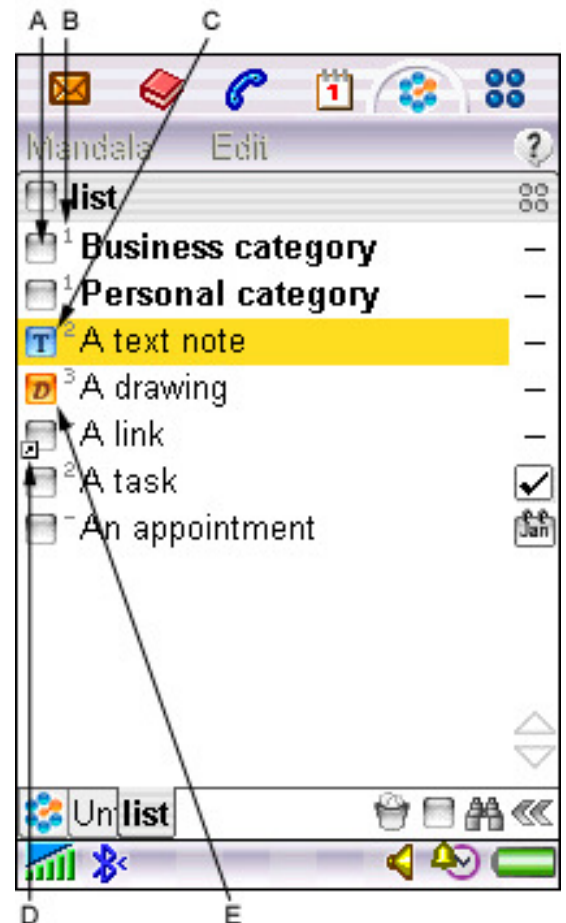 A B C
1
Mandala Edit ?
list
1 Business category –
1 Personal category –
T 2 A text note –
D 3 A drawing –
A link –
2 A task
– An appointment Jan
Un list
D E